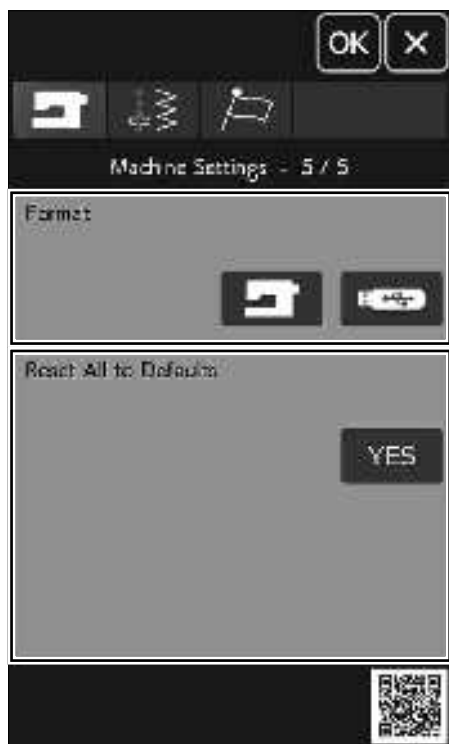 OK
Machine Settings - 5 / 5
Format
Reset All to Defaults
YES